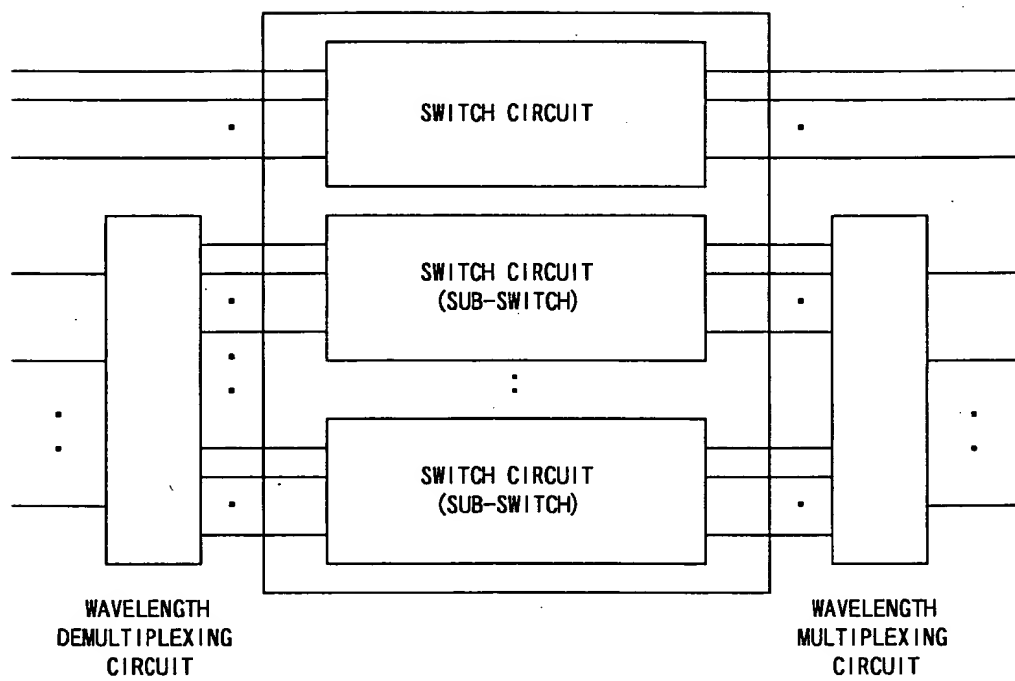 SWITCH CIRCUIT
SWITCH CIRCUIT
(SUB-SWITCH)
SWITCH CIRCUIT
(SUB-SWITCH)
WAVELENGTH
DEMULTIPLEXING
CIRCUIT
WAVELENGTH
MULTIPLEXING
CIRCUIT